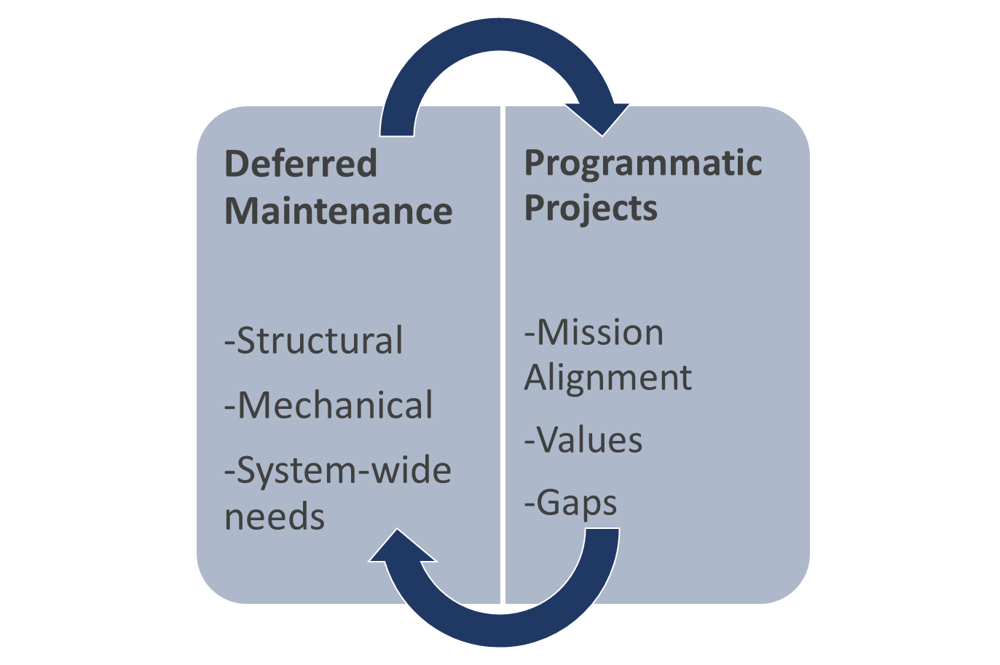 Deferred
Maintenance
-Structural
-Mechanical
-System-wide
needs
Programmatic
Projects
-Mission
Alignment
-Values
-Gaps